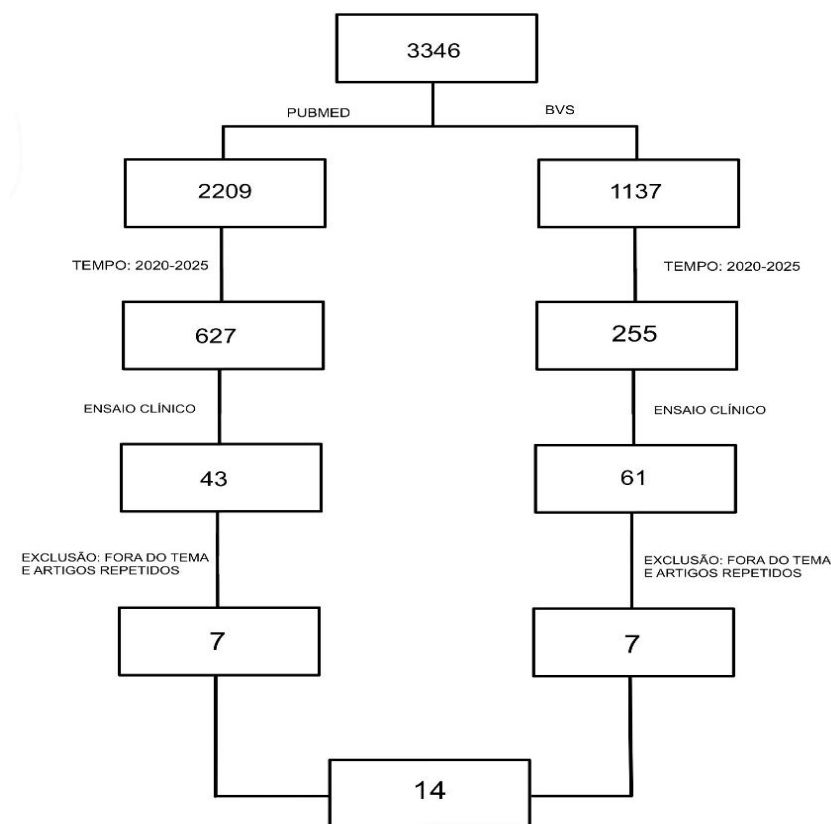 3346
PUBMED
BVS
2209
1137
TEMPO: 2020-2025
TEMPO: 2020-2025
627
255
ENSAIO CLÍNICO
ENSAIO CLÍNICO
43
61
EXCLUSÃO: FORA DO TEMA
E ARTIGOS REPETIDOS
EXCLUSÃO: FORA DO TEMA
E ARTIGOS REPETIDOS
7
7
14